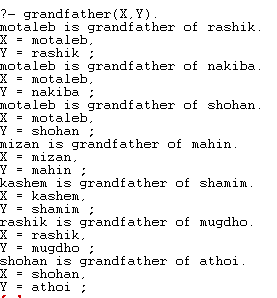 ?- grandfather(X,Y).
motaleb is grandfather of rashik.
X = motaleb,
Y = rashik ;
motaleb is grandfather of nakiba.
X = motaleb,
Y = nakiba ;
motaleb is grandfather of shohan.
X = motaleb,
Y = shohan ;
mizan is grandfather of mahin.
X = mizan,
Y = mahin ;
kashem is grandfather of shamim.
X = kashem,
Y = shamim ;
rashik is grandfather of mugdho.
X = rashik,
Y = mugdho ;
shohan is grandfather of athoi.
X = shohan,
Y = athoi ;